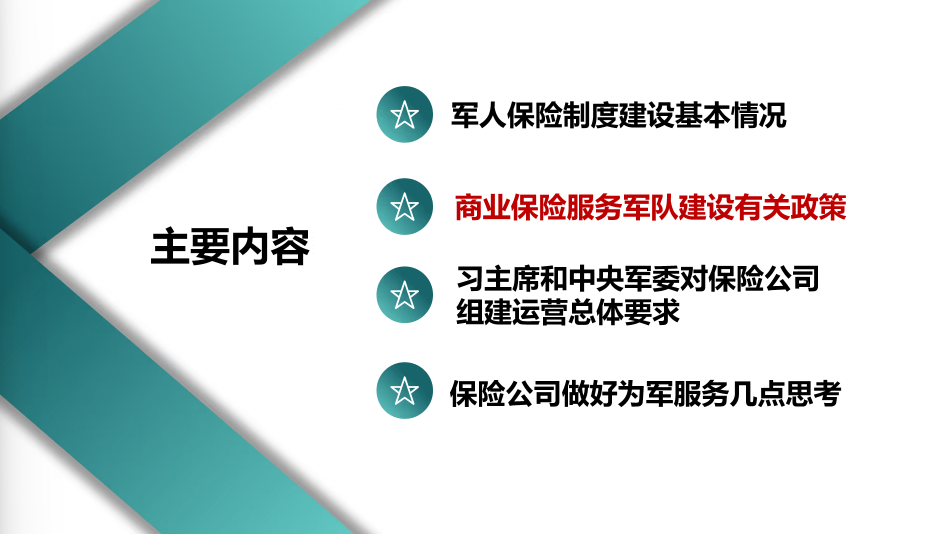 主要内容
军人保险制度建设基本情况
商业保险服务军队建设有关政策
习主席和中央军委对保险公司
组建运营总体要求
保险公司做好为军服务几点思考